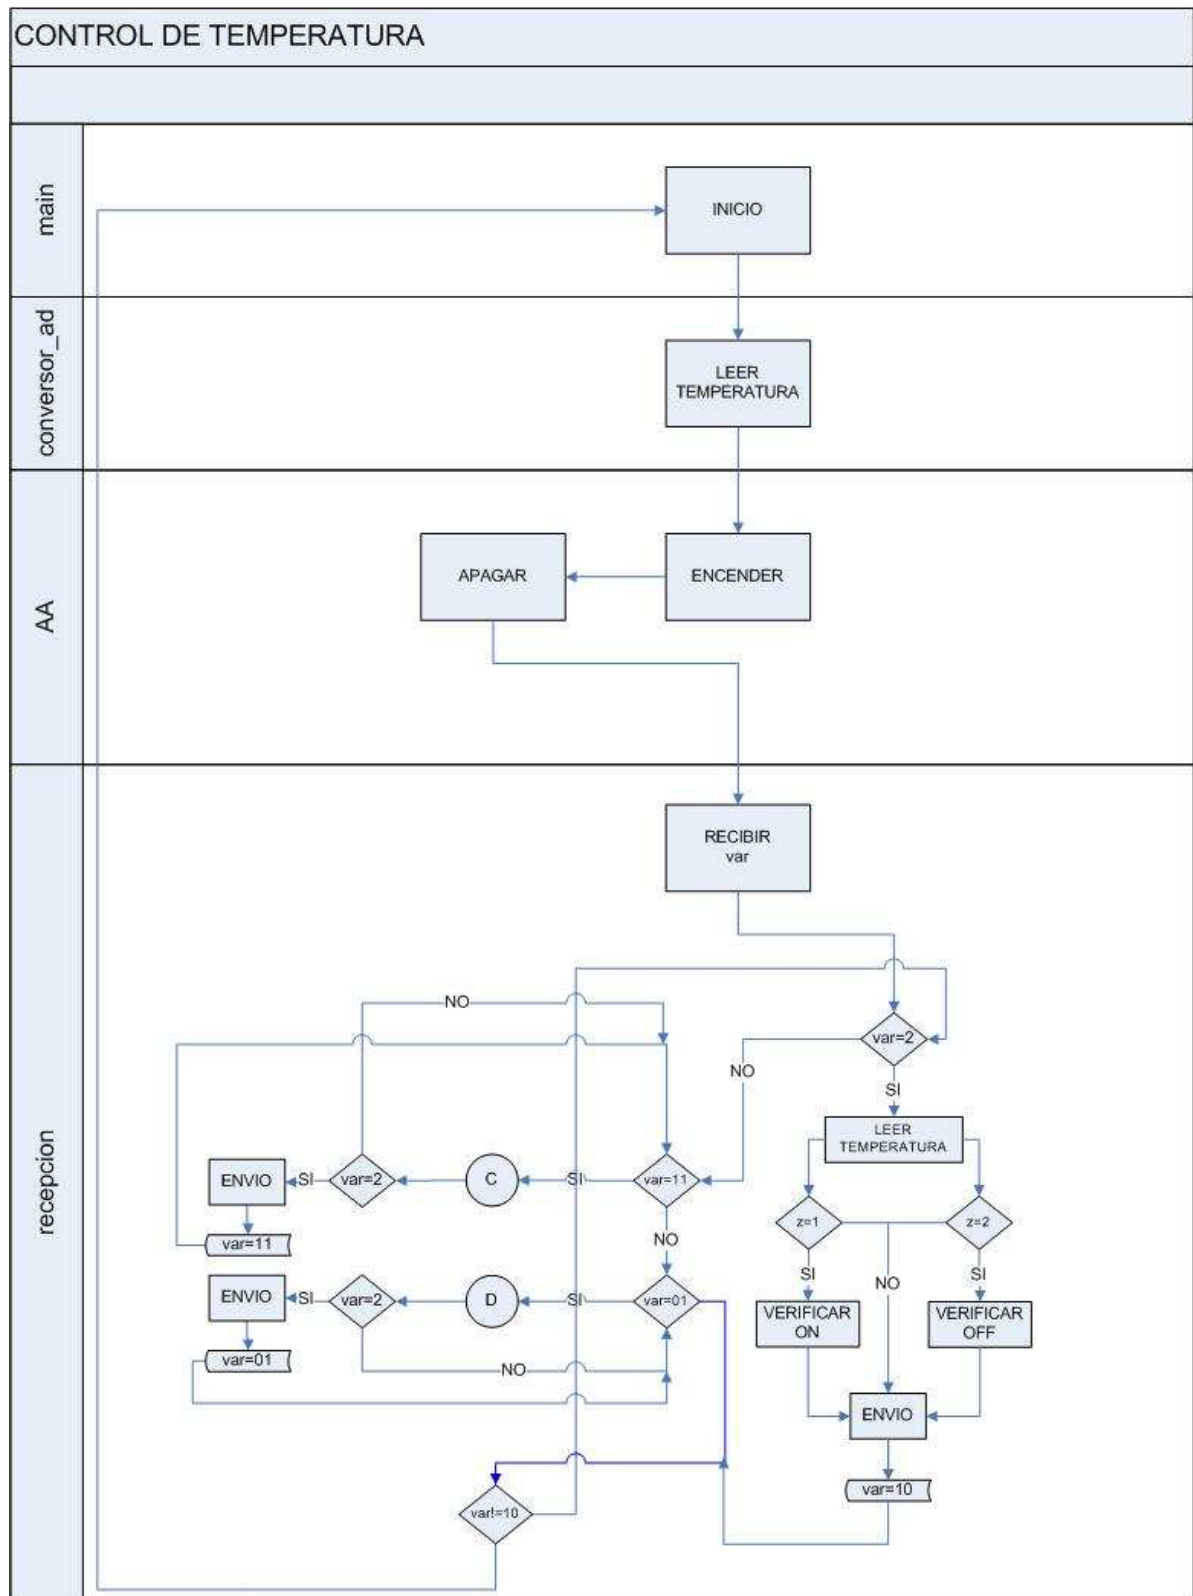 CONTROL DE TEMPERATURA
main
INICIO
conversor_ad
LEER
TEMPERATURA
AA
APAGAR
ENCENDER
recepcion
RECIBIR
var
NO
var=2
NO
SI
LEER
TEMPERATURA
ENVIO
SI
var=2
C
SI
var=11
z=1
z=2
var=11
NO
SI
NO
SI
ENVIO
SI
var=2
D
SI
var=01
VERIFICAR
ON
VERIFICAR
OFF
var=01
NO
ENVIO
var=10
var!=10